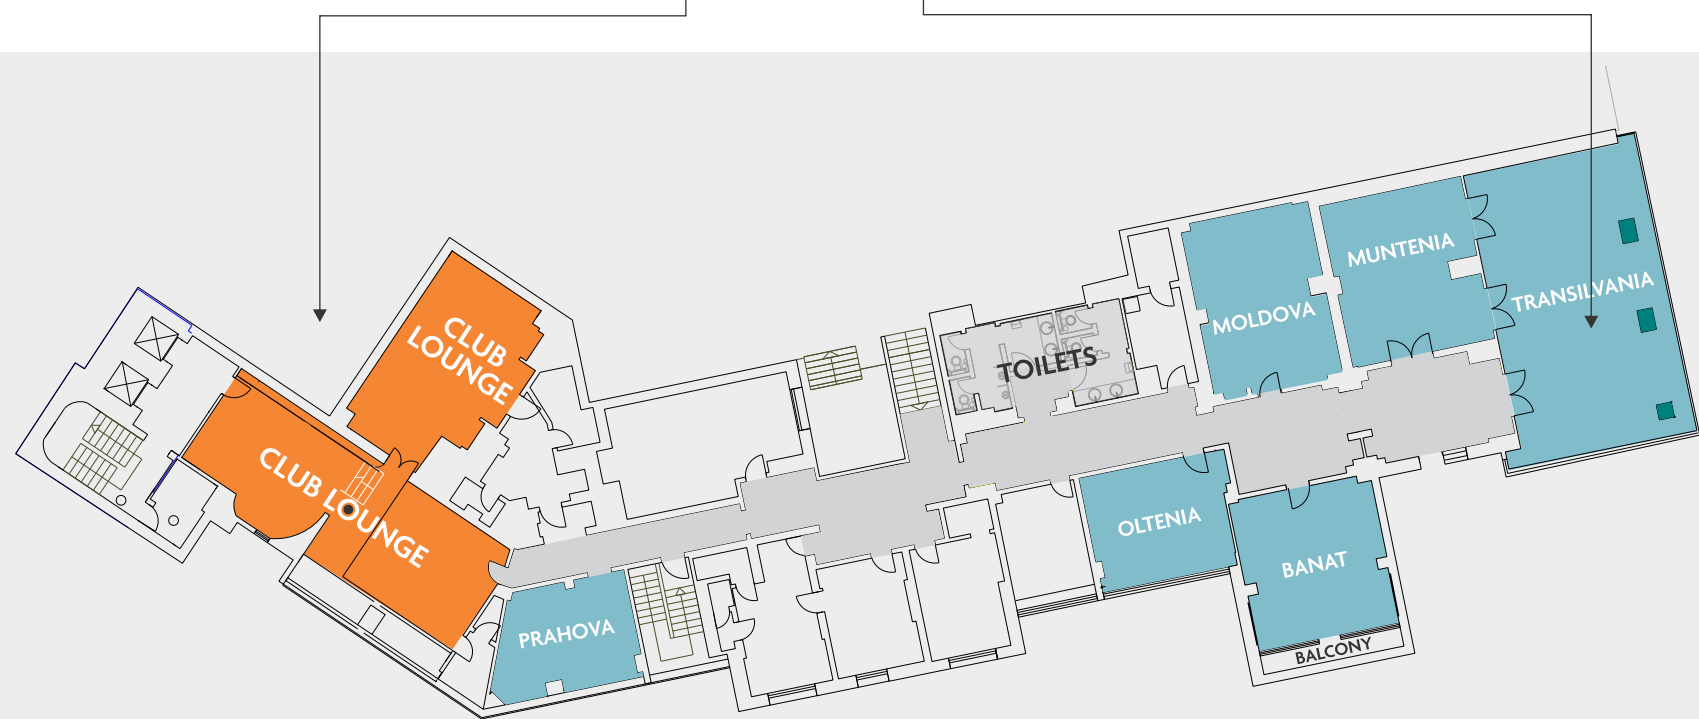 CLUB
LOUNGE
CLUB LOUNGE
PRAHOVA
TOILETS
OLTENIA
MOLDOVA
MUNTENIA
TRANSILVANIA
BANAT
BALCONY